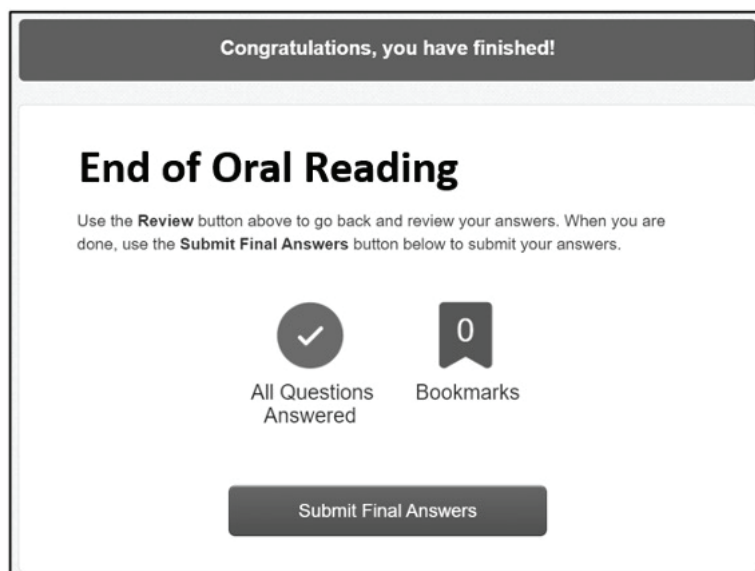 Congratulations, you have finished!
End of Oral Reading
Use the Review button above to go back and review your answers. When you are
done, use the Submit Final Answers button below to submit your answers.
0
All Questions
Answered
Bookmarks
Submit Final Answers